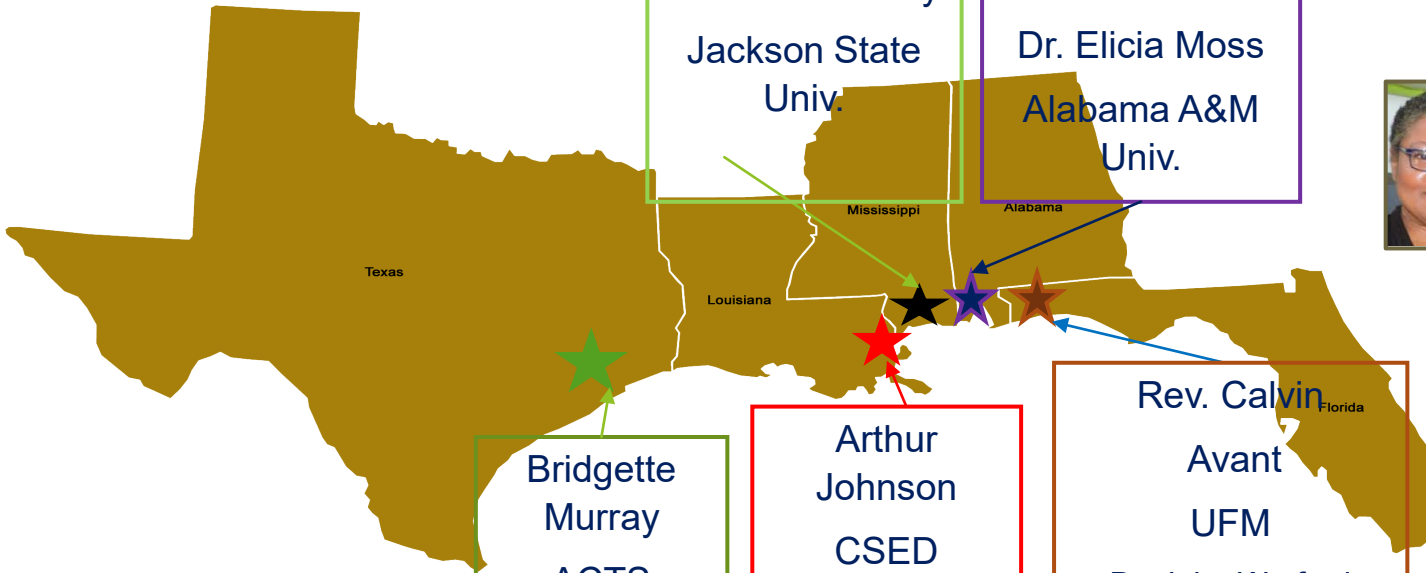 Jackson State
Univ.
Dr. Elicia Moss
Alabama A&M
Univ.
Mississippi
Alabama
Texas
Louisiana
Florida
Bridgette
Murray
ACTS
Arthur
Johnson
CSED
Rev. Calvin
Avant
UFM